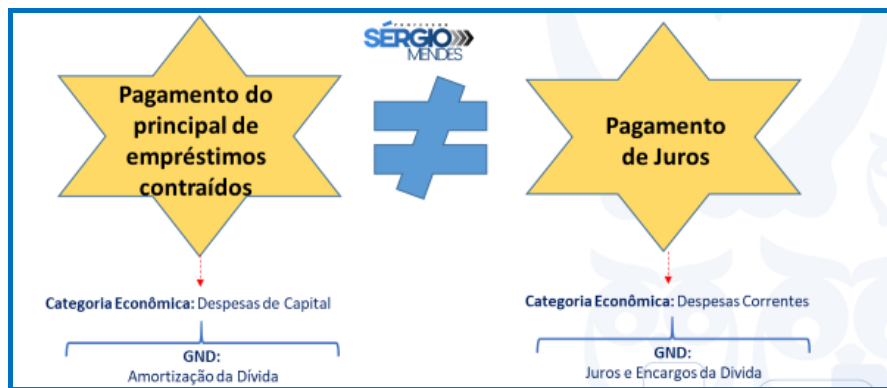 PROFESSOR
SÉRGIO
MENDES
Pagamento do
principal de
empréstimos
contraídos
Pagamento
de Juros
Categoria Econômica: Despesas de Capital
GND:
Amortização da Dívida
Categoria Econômica: Despesas Correntes
GND:
Juros e Encargos da Divida